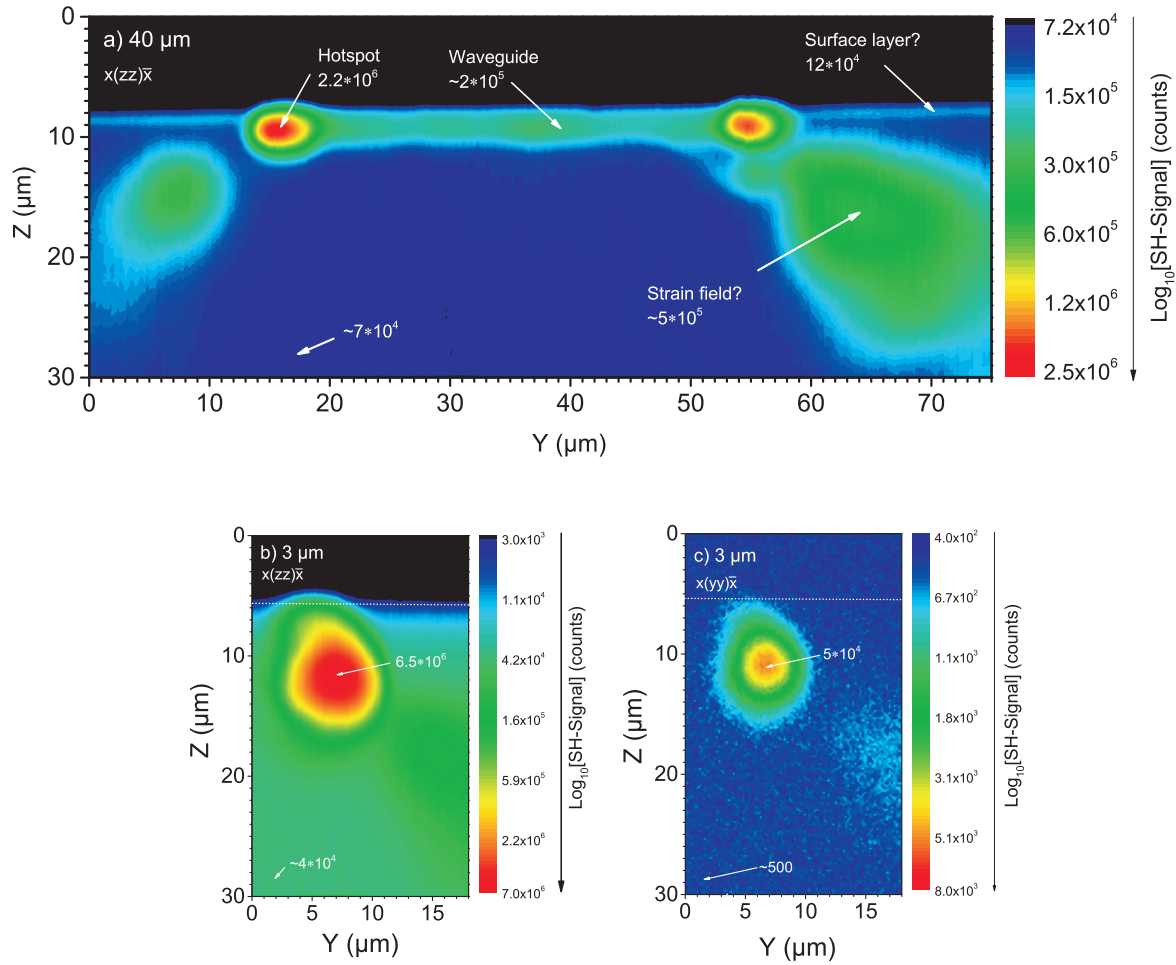 a) 40 µm
x(zz)x̄
Hotspot
2.2*10⁶
Waveguide
~2*10⁵
Surface layer?
12*10⁴
Strain field?
~5*10⁵
~7*10⁴
0
10
20
30
Z (µm)
0 10 20 30 40 50 60 70
Y (µm)
7.2x10⁴
1.5x10⁵
3.0x10⁵
6.0x10⁵
1.2x10⁶
2.5x10⁶
Log₁₀[SH-Signal] (counts)
b) 3 µm
x(zz)x̄
6.5*10⁶
~4*10⁴
0
10
20
30
Z (µm)
0 5 10 15
Y (µm)
3.0x10³
1.1x10⁴
4.2x10⁴
1.6x10⁵
5.9x10⁵
2.2x10⁶
7.0x10⁶
Log₁₀[SH-Signal] (counts)
c) 3 µm
x(yy)x̄
5*10⁴
~500
0
10
20
30
Z (µm)
0 5 10 15
Y (µm)
4.0x10²
6.7x10²
1.1x10³
1.8x10³
3.1x10³
5.1x10³
8.0x10³
Log₁₀[SH-Signal] (counts)